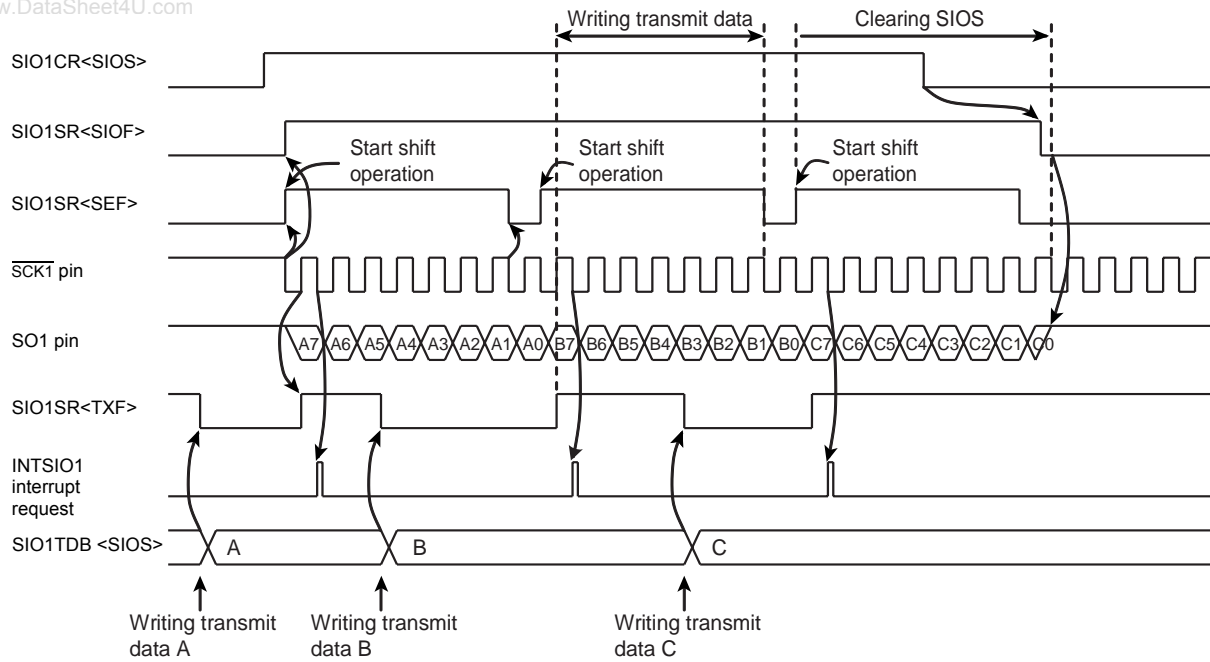 w.DataSheet4U.com
Writing transmit data
Clearing SIOS
SIO1CR<SIOS>
SIO1SR<SIOF>
Start shift
operation
Start shift
operation
Start shift
operation
SIO1SR<SEF>
SCK1 pin
SO1 pin
A7 A6 A5 A4 A3 A2 A1 A0 B7 B6 B5 B4 B3 B2 B1 B0 C7 C6 C5 C4 C3 C2 C1 C0
SIO1SR<TXF>
INTSIO1
interrupt
request
SIO1TDB <SIOS>
A
B
C
Writing transmit
data A
Writing transmit
data B
Writing transmit
data C